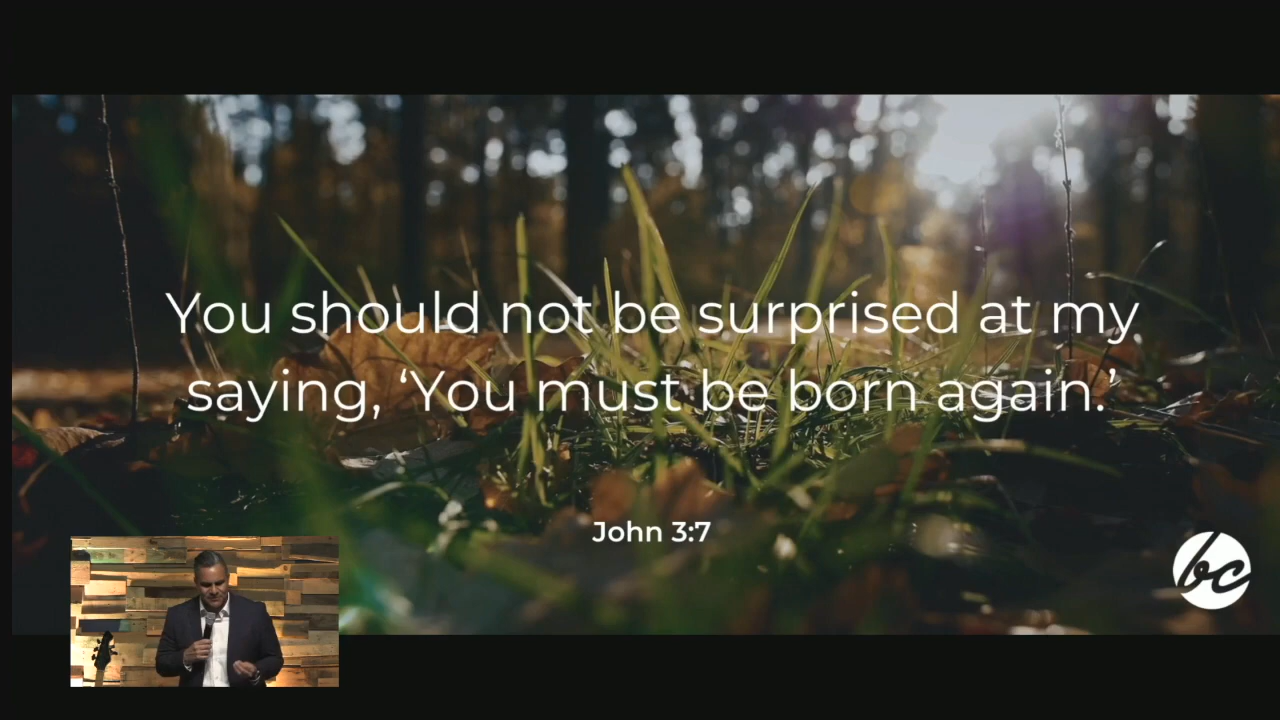 You should not be surprised at my
saying, ‘You must be born again.’
John 3:7
bc